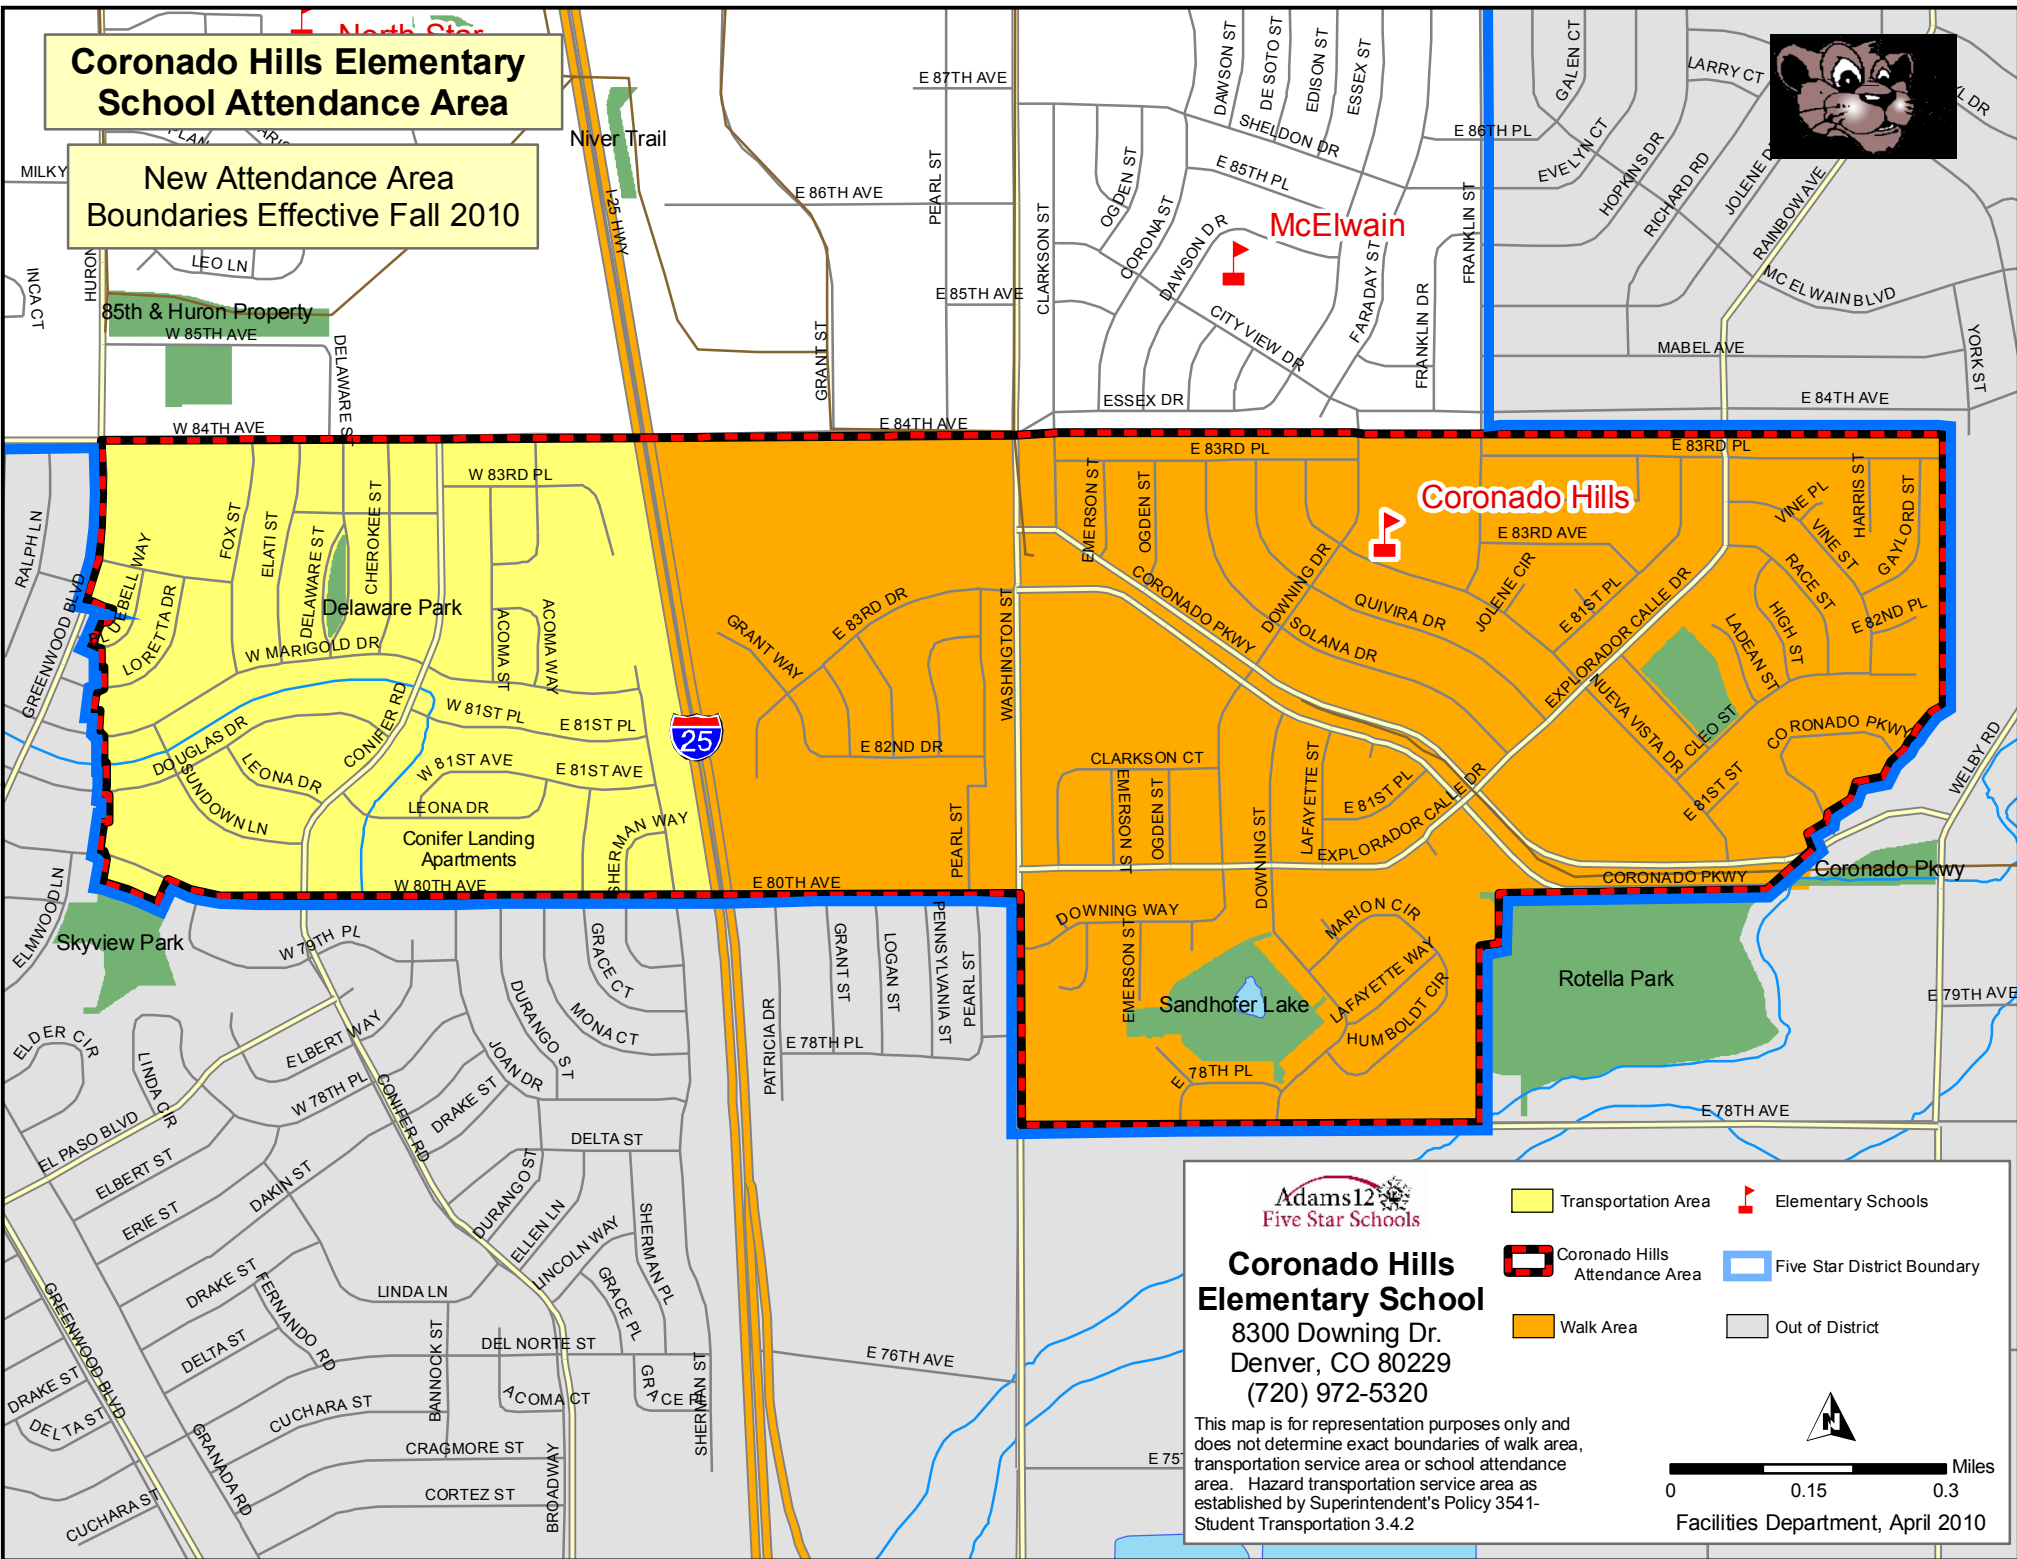 North Star
Coronado Hills Elementary
School Attendance Area
New Attendance Area
Boundaries Effective Fall 2010
MILKY
HURON
INCA CT
LEO LN
85th & Huron Property
W 85TH AVE
DELAWARE ST
W 84TH AVE
Niver Trail
I-25 HWY
E 87TH AVE
E 86TH AVE
PEARL ST
E 85TH AVE
GRANT ST
E 84TH AVE
CLARKSON ST
DAWSON ST
DE SOTO ST
EDISON ST
ESSEX ST
SHELDON DR
E 85TH PL
OGDEN ST
CORONA ST
DAWSON DR
McElwain
CITY VIEW DR
FARADAY ST
FRANKLIN DR
FRANKLIN ST
ESSEX DR
E 86TH PL
GALEN CT
LARRY CT
EVELYN CT
HOPKINS DR
RICHARD RD
JOLENE D
RAINBOW AVE
MC ELWAIN BLVD
YL DR
MABEL AVE
YORK ST
E 84TH AVE
RALPH LN
GREENWOOD BLVD
BLUEBELL WAY
LORETTA DR
FOX ST
ELATI ST
DELAWARE ST
CHEROKEE ST
Delaware Park
W MARIGOLD DR
W 83RD PL
ACOMA ST
ACOMA WAY
DOUGLAS DR
SUNDOWN LN
LEONA DR
CONIFER RD
W 81ST PL
E 81ST PL
W 81ST AVE
E 81ST AVE
LEONA DR
Conifer Landing
Apartments
SHERMAN WAY
W 80TH AVE
25
GRANT WAY
E 83RD DR
E 82ND DR
WASHINGTON ST
PEARL ST
E 80TH AVE
E 83RD PL
EMERSON ST
OGDEN ST
Coronado Hills
E 83RD AVE
CORONADO PKWY
DOWNING DR
SOLANA DR
QUIVIRA DR
JOLENE CIR
E 81ST PL
EXPLORADOR CALLE DR
E 83RD PL
VINE PL
VINE ST
HARRIS ST
GAYLORD ST
RACE ST
HIGH ST
LADEAN ST
E 82ND PL
NUEVA VISTA DR
CLEO ST
CORONADO PKWY
E 81ST ST
WELBY RD
CLARKSON CT
EMERSON ST
OGDEN ST
DOWNING ST
LAFAYETTE ST
E 81ST PL
EXPLORADOR CALLE DR
CORONADO PKWY
Coronado Pkwy
DOWNING WAY
EMERSON ST
MARION CIR
LAFAYETTE WAY
HUMBOLDT CIR
Sandhofer Lake
E 78TH PL
Rotella Park
E 79TH AVE
E 78TH AVE
ELMWOOD LN
Skyview Park
W 79TH PL
ELDER CIR
LINDA CIR
ELBERT WAY
W 78TH PL
EL PASO BLVD
ELBERT ST
ERIE ST
DAKIN ST
CONIFER RD
DRAKE ST
JOAN DR
DURANGO ST
MONA CT
GRACE CT
DELTA ST
DURANGO ST
ELLEN LN
LINCOLN WAY
SHERMAN PL
GRACE PL
PATRICIA DR
E 78TH PL
GRANT ST
LOGAN ST
PENNSYLVANIA ST
PEARL ST
GREENWOOD BLVD
DRAKE ST
FERNANDO RD
DELTA ST
LINDA LN
DEL NORTE ST
BANNOCK ST
CUCHARA ST
CRAGMORE ST
CORTEZ ST
ACOMA CT
BROADWAY
SHERMAN ST
DRAKE ST
DELTA ST
GRANADA RD
CUCHARA ST
E 76TH AVE
E 75T
Adams12
Five Star Schools
Coronado Hills
Elementary School
8300 Downing Dr.
Denver, CO 80229
(720) 972-5320
This map is for representation purposes only and
does not determine exact boundaries of walk area,
transportation service area or school attendance
area. Hazard transportation service area as
established by Superintendent's Policy 3541-
Student Transportation 3.4.2
Transportation Area
Elementary Schools
Coronado Hills
Attendance Area
Five Star District Boundary
Walk Area
Out of District
N
Miles
0 0.15 0.3
Facilities Department, April 2010